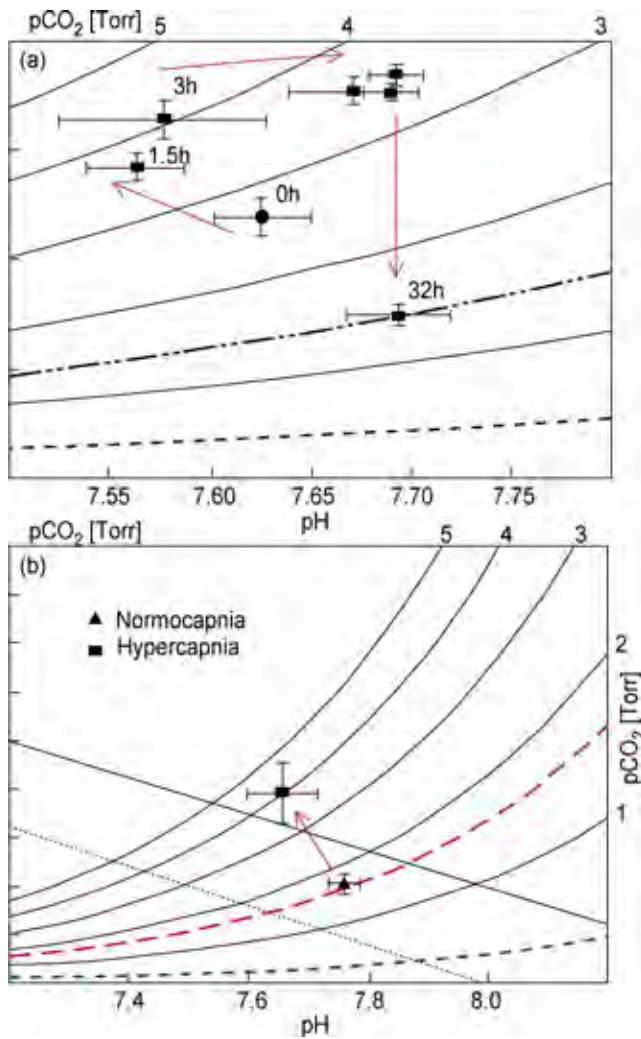 pCO₂ [Torr] 5 4 3
(a)
3h
1.5h
0h
32h
7.55 7.60 7.65 7.70 7.75
pH
pCO₂ [Torr] 5 4 3
(b)
▲ Normocapnia
■ Hypercapnia
2
pCO₂ [Torr]
1
7.4 7.6 7.8 8.0
pH